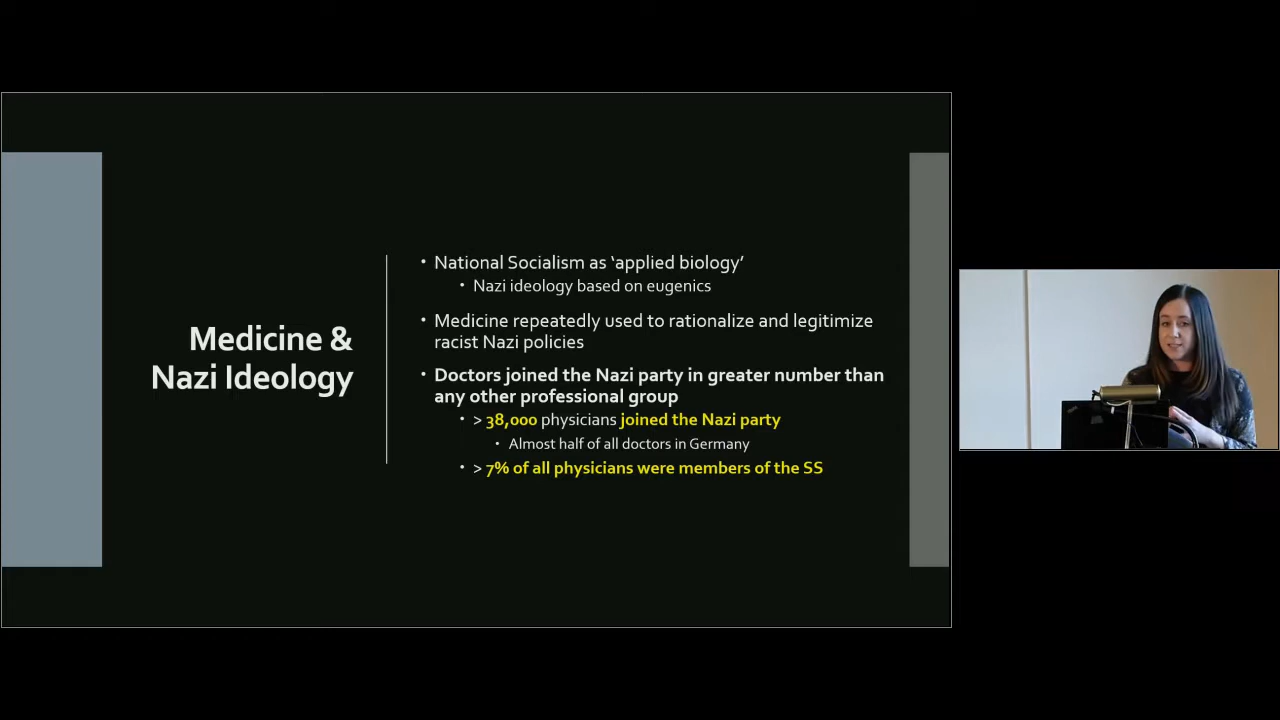 Medicine &
Nazi Ideology
• National Socialism as ‘applied biology’
• Nazi ideology based on eugenics
• Medicine repeatedly used to rationalize and legitimize
racist Nazi policies
• Doctors joined the Nazi party in greater number than
any other professional group
• > 38,000 physicians joined the Nazi party
• Almost half of all doctors in Germany
• > 7% of all physicians were members of the SS